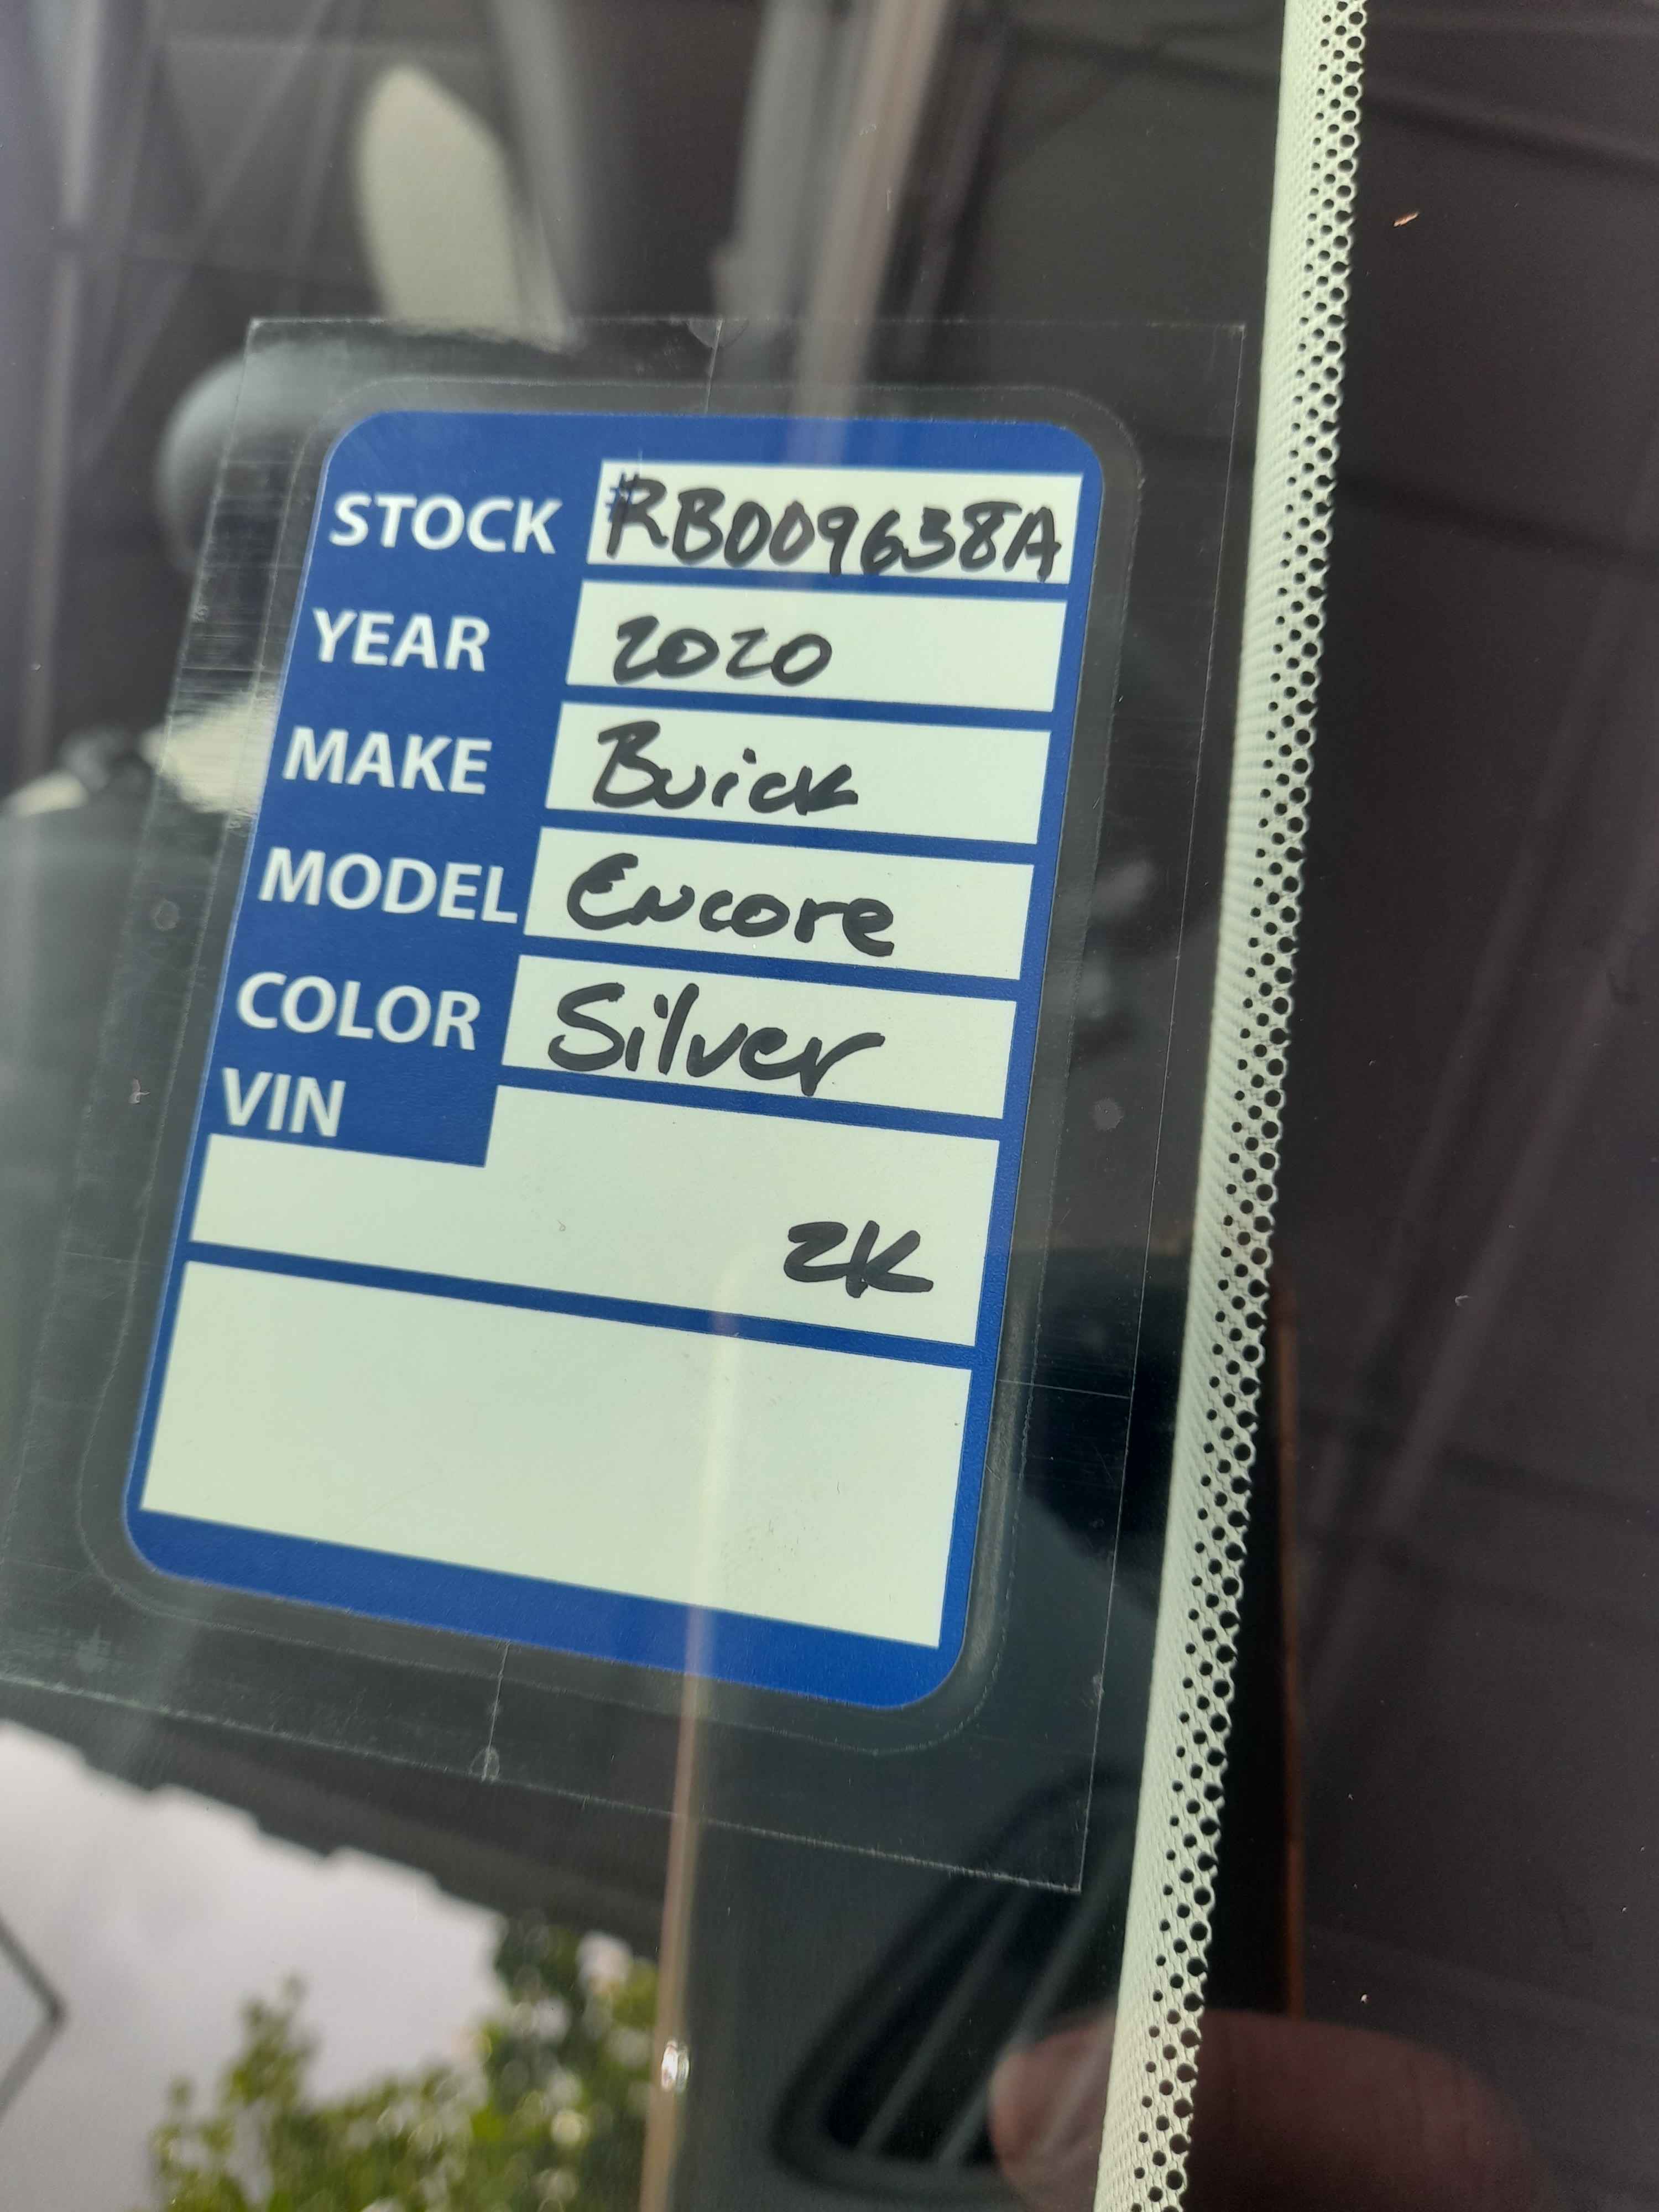 STOCK #RB009638A
YEAR 2020
MAKE Buick
MODEL Encore
COLOR Silver
VIN
2K